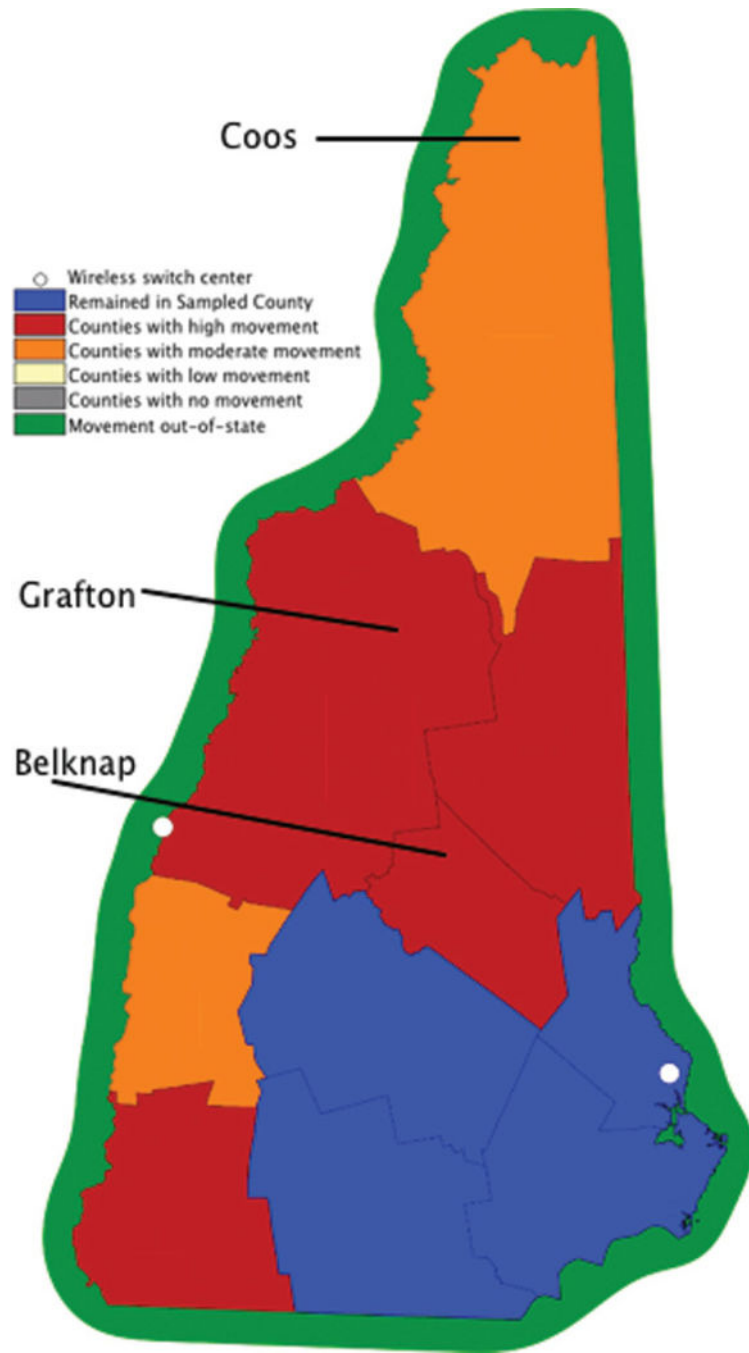 Coos
Wireless switch center
Remained in Sampled County
Counties with high movement
Counties with moderate movement
Counties with low movement
Counties with no movement
Movement out-of-state
Grafton
Belknap